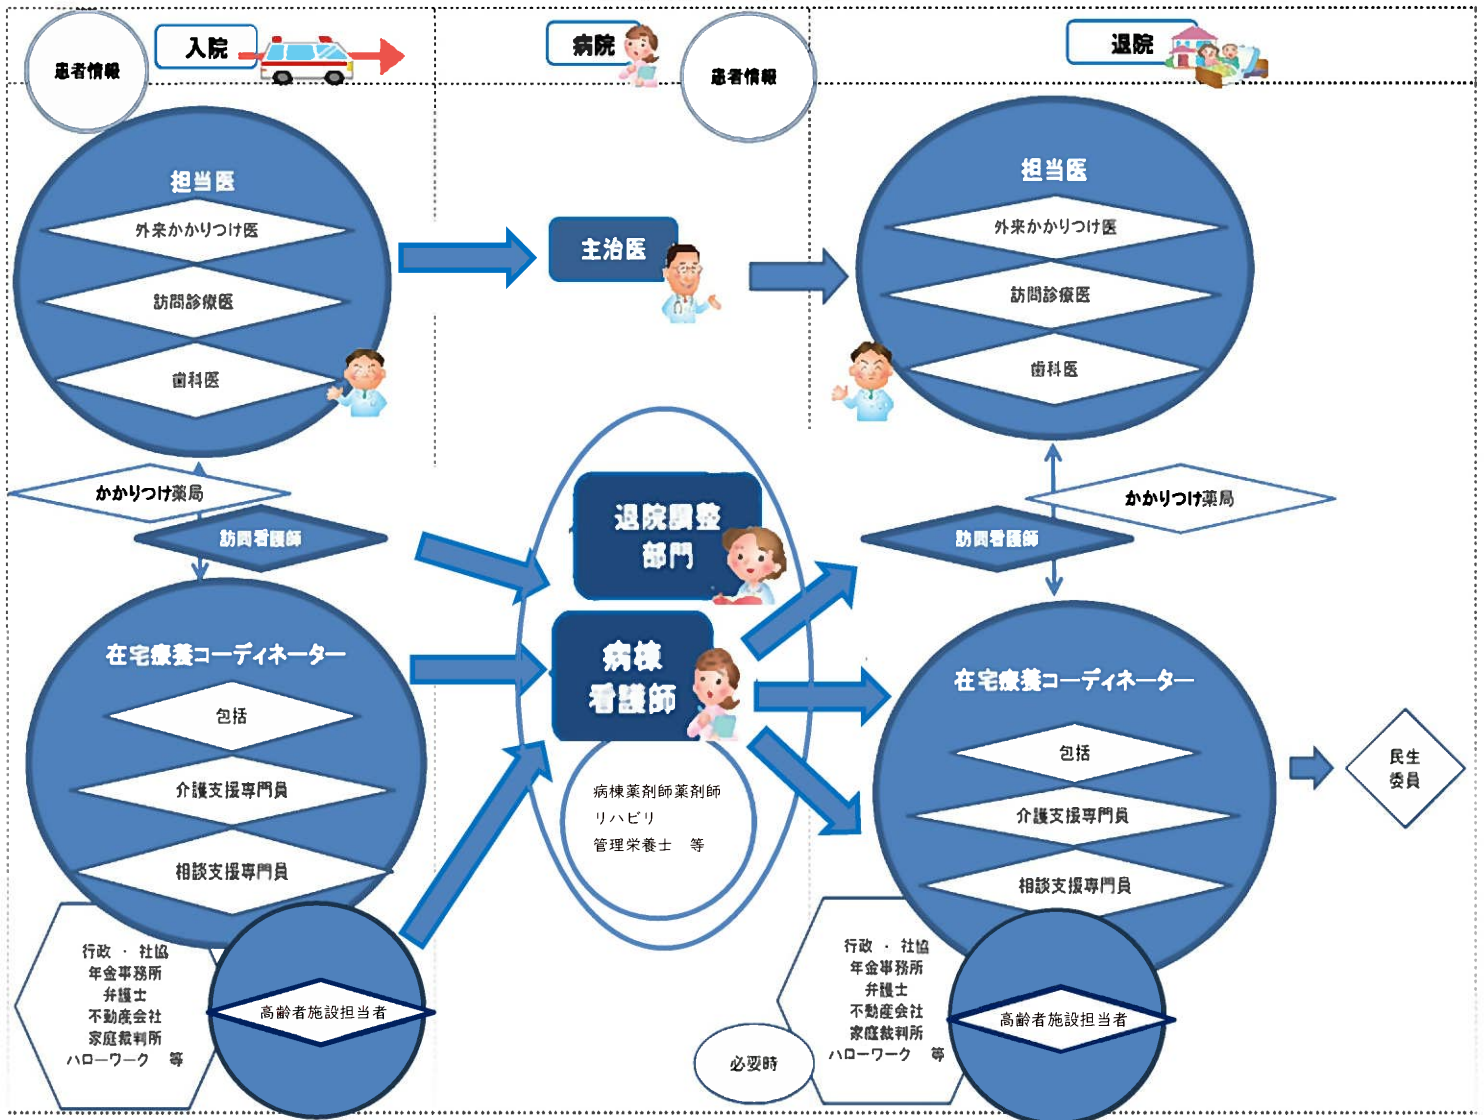 患者情報
入院
病院
患者情報
退院
担当医
外来かかりつけ医
訪問診療医
歯科医
かかりつけ薬局
訪問看護師
在宅療養コーディネーター
包括
介護支援専門員
相談支援専門員
行政 ・ 社協
年金事務所
弁護士
不動産会社
家庭裁判所
ハローワーク 等
高齢者施設担当者
主治医
退院調整
部門
病棟
看護師
病棟薬剤師薬剤師
リハビリ
管理栄養士 等
担当医
外来かかりつけ医
訪問診療医
歯科医
かかりつけ薬局
訪問看護師
在宅療養コーディネーター
包括
介護支援専門員
相談支援専門員
民生
委員
必要時
行政 ・ 社協
年金事務所
弁護士
不動産会社
家庭裁判所
ハローワーク 等
高齢者施設担当者